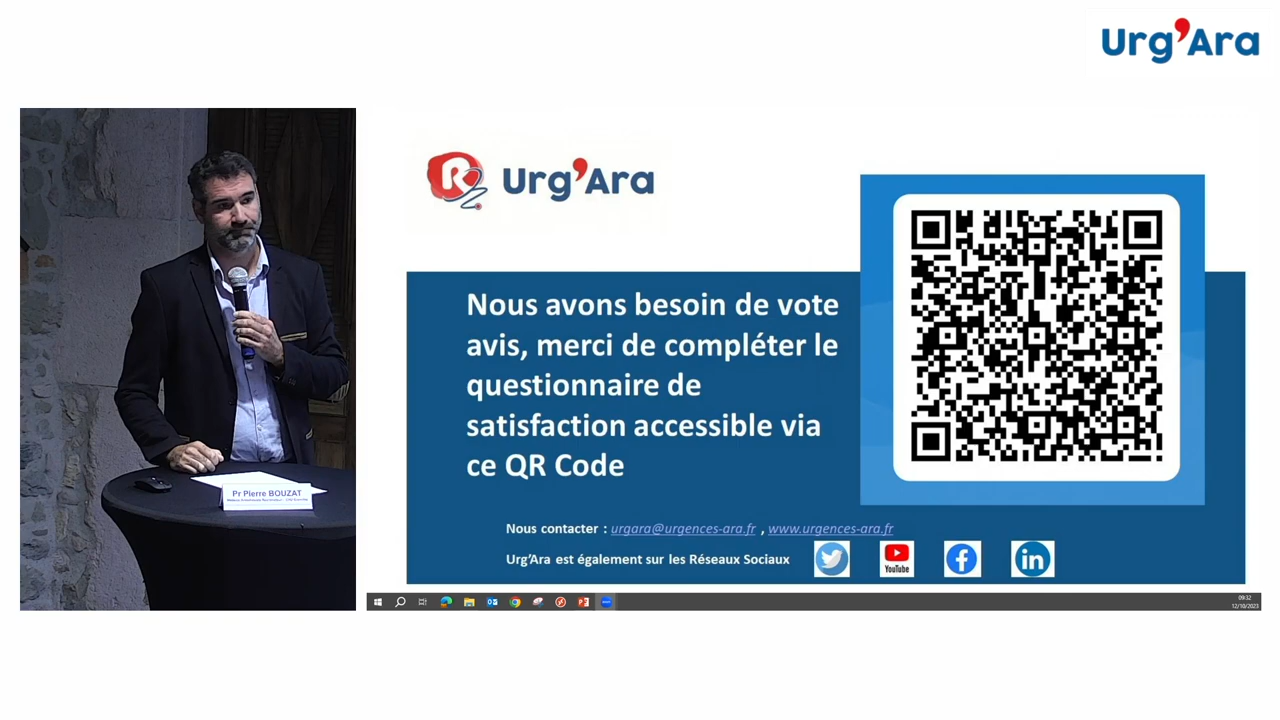 Urg'Ara
R Urg'Ara
Nous avons besoin de vote
avis, merci de compléter le
questionnaire de
satisfaction accessible via
ce QR Code
Pr Pierre BOUZAT
Nous contacter : urgara@urgences-ara.fr , www.urgences-ara.fr
Urg'Ara est également sur les Réseaux Sociaux
YouTube
f
in
09:32
12/10/2023